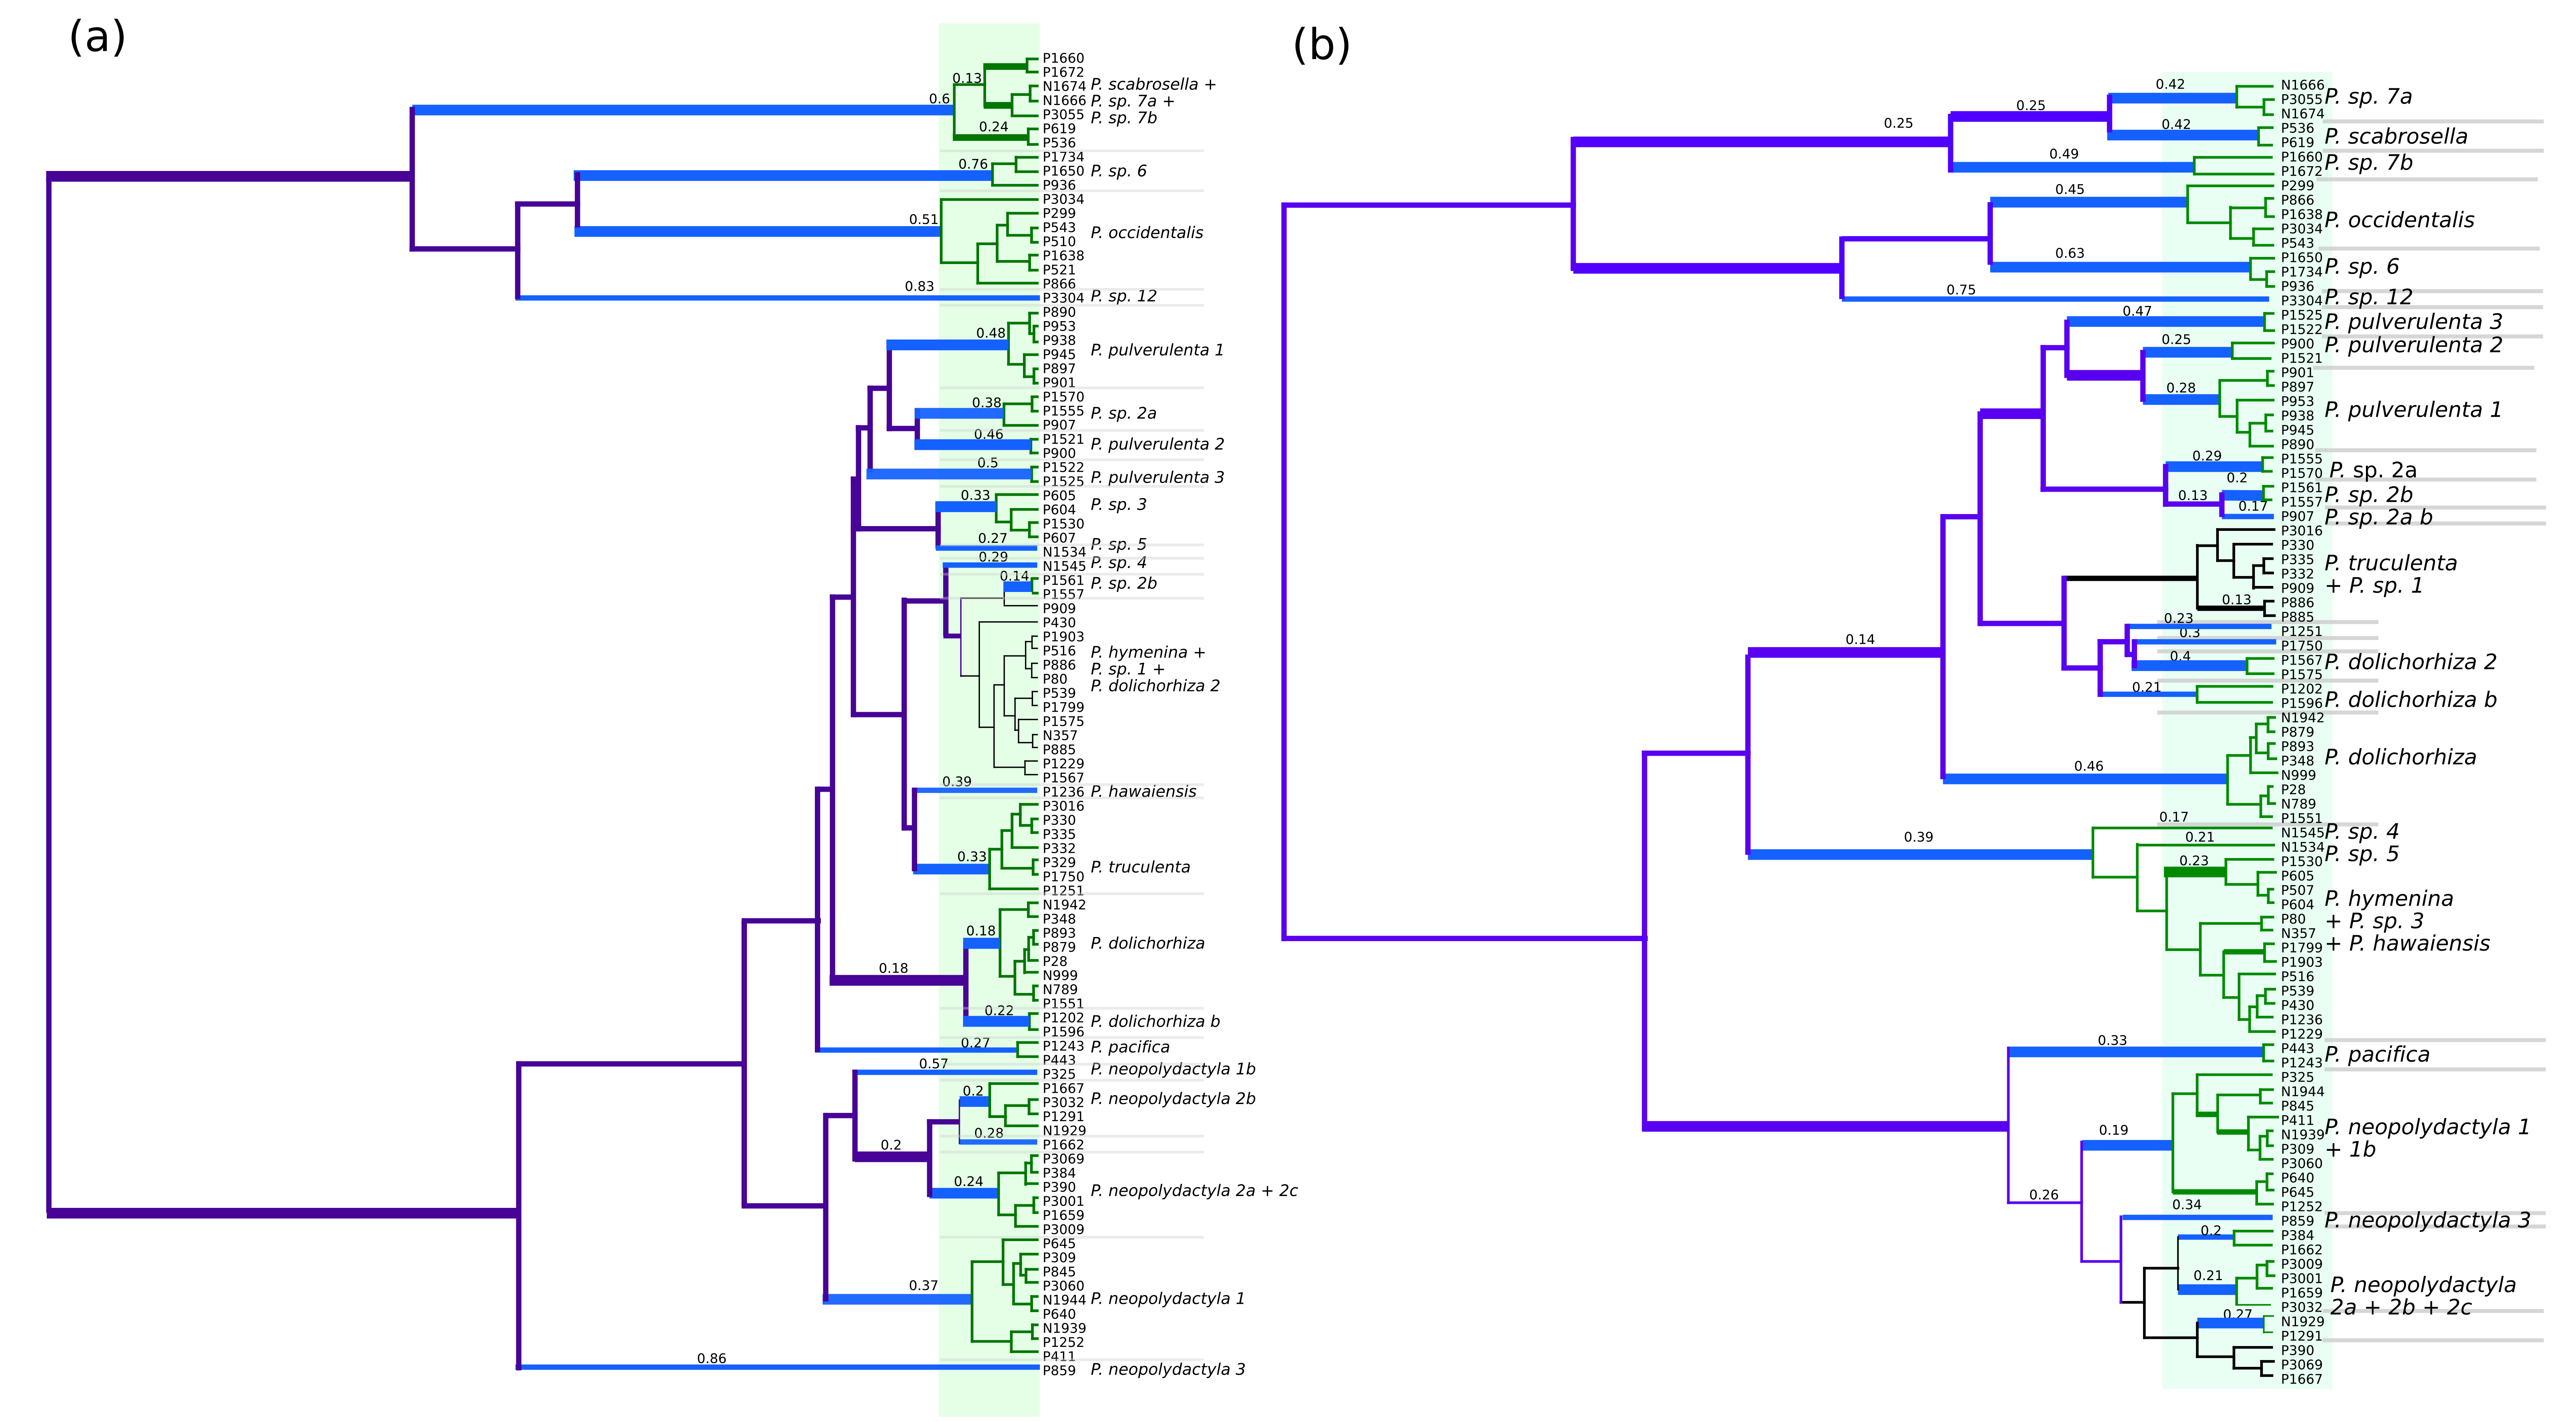 (a)
0.6
0.13
0.24
P1660
P1672
N1674
N1666
P3055
P619
P536
P. scabrosella +
P. sp. 7a +
P. sp. 7b
0.76
P1734
P1650
P936
P. sp. 6
0.51
P3034
P299
P543
P510
P1638
P521
P866
P. occidentalis
0.83
P3304
P. sp. 12
0.48
P890
P953
P938
P945
P897
P901
P. pulverulenta 1
0.38
P1570
P1555
P907
P. sp. 2a
0.46
P1521
P900
P. pulverulenta 2
0.5
P1522
P1525
P. pulverulenta 3
0.33
P605
P604
P1530
P607
P. sp. 3
0.27
N1534
P. sp. 5
0.29
N1545
P. sp. 4
0.14
P1561
P1557
P. sp. 2b
P909
P430
P1903
P516
P886
P80
P539
P1799
P1575
N357
P885
P1229
P1567
P. hymenina +
P. sp. 1 +
P. dolichorhiza 2
0.39
P1236
P. hawaiensis
0.33
P3016
P330
P335
P332
P329
P1750
P1251
P. truculenta
0.18
0.18
N1942
P348
P893
P879
P28
N999
N789
P1551
P. dolichorhiza
0.22
P1202
P1596
P. dolichorhiza b
0.27
P1243
P443
P. pacifica
0.57
P325
P. neopolydactyla 1b
0.2
P1667
P3032
P1291
N1929
P. neopolydactyla 2b
0.28
P1662
0.2
0.24
P3069
P384
P390
P3001
P1659
P3009
P. neopolydactyla 2a + 2c
0.37
P645
P309
P845
P3060
N1944
P640
N1939
P1252
P411
P. neopolydactyla 1
0.86
P859
P. neopolydactyla 3
(b)
0.25
0.25
0.42
N1666
P3055
N1674
P. sp. 7a
0.42
P536
P619
P. scabrosella
0.49
P1660
P1672
P. sp. 7b
0.45
P299
P866
P1638
P3034
P543
P. occidentalis
0.63
P1650
P1734
P936
P. sp. 6
0.75
P3304
P. sp. 12
0.47
P1525
P1522
P. pulverulenta 3
0.25
P900
P1521
P. pulverulenta 2
0.28
P901
P897
P953
P938
P945
P890
P. pulverulenta 1
0.29
P1555
P1570
P. sp. 2a
0.2
0.13
P1561
P1557
P. sp. 2b
0.17
P907
P. sp. 2a b
P3016
P330
P335
P332
P909
0.13
P886
P885
P. truculenta
+ P. sp. 1
0.23
P1251
0.3
P1750
0.4
P1567
P1575
P. dolichorhiza 2
0.21
P1202
P1596
P. dolichorhiza b
0.14
0.46
N1942
P879
P893
P348
N999
P28
N789
P1551
P. dolichorhiza
0.39
0.17
N1545
P. sp. 4
0.21
N1534
P. sp. 5
0.23
P1530
P605
P507
P604
P80
N357
P1799
P1903
P516
P539
P430
P1236
P1229
P. hymenina
+ P. sp. 3
+ P. hawaiensis
0.33
P443
P1243
P. pacifica
0.19
P325
N1944
P845
P411
N1939
P309
P3060
P640
P645
P1252
P. neopolydactyla 1
+ 1b
0.26
0.34
P859
P. neopolydactyla 3
0.2
P384
P1662
0.21
P3009
P3001
P1659
P3032
0.27
N1929
P1291
P390
P3069
P1667
P. neopolydactyla
2a + 2b + 2c